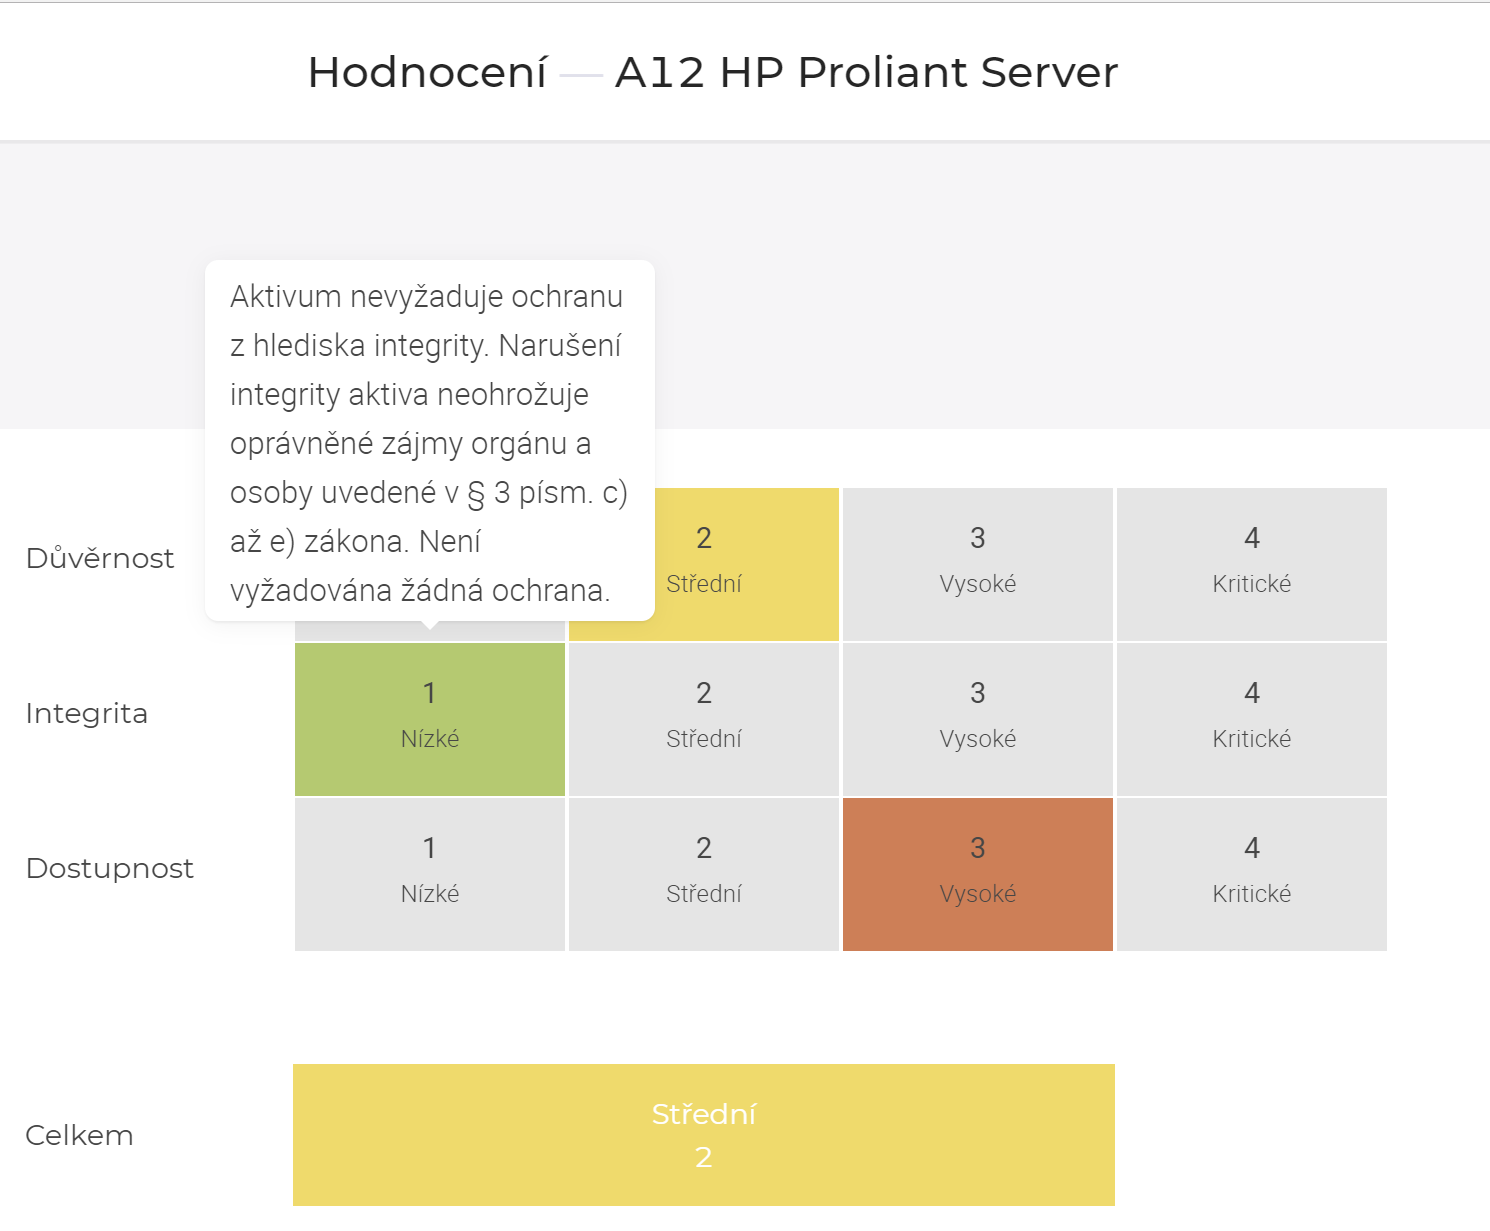 Hodnocení — A12 HP Proliant Server
Aktivum nevyžaduje ochranu
z hlediska integrity. Narušení
integrity aktiva neohrožuje
oprávněné zájmy orgánu a
osoby uvedené v § 3 písm. c)
až e) zákona. Není
vyžadována žádná ochrana.
Důvěrnost
2 3 4
Střední Vysoké Kritické
Integrita
1 2 3 4
Nízké Střední Vysoké Kritické
Dostupnost
1 2 3 4
Nízké Střední Vysoké Kritické
Celkem
Střední
2